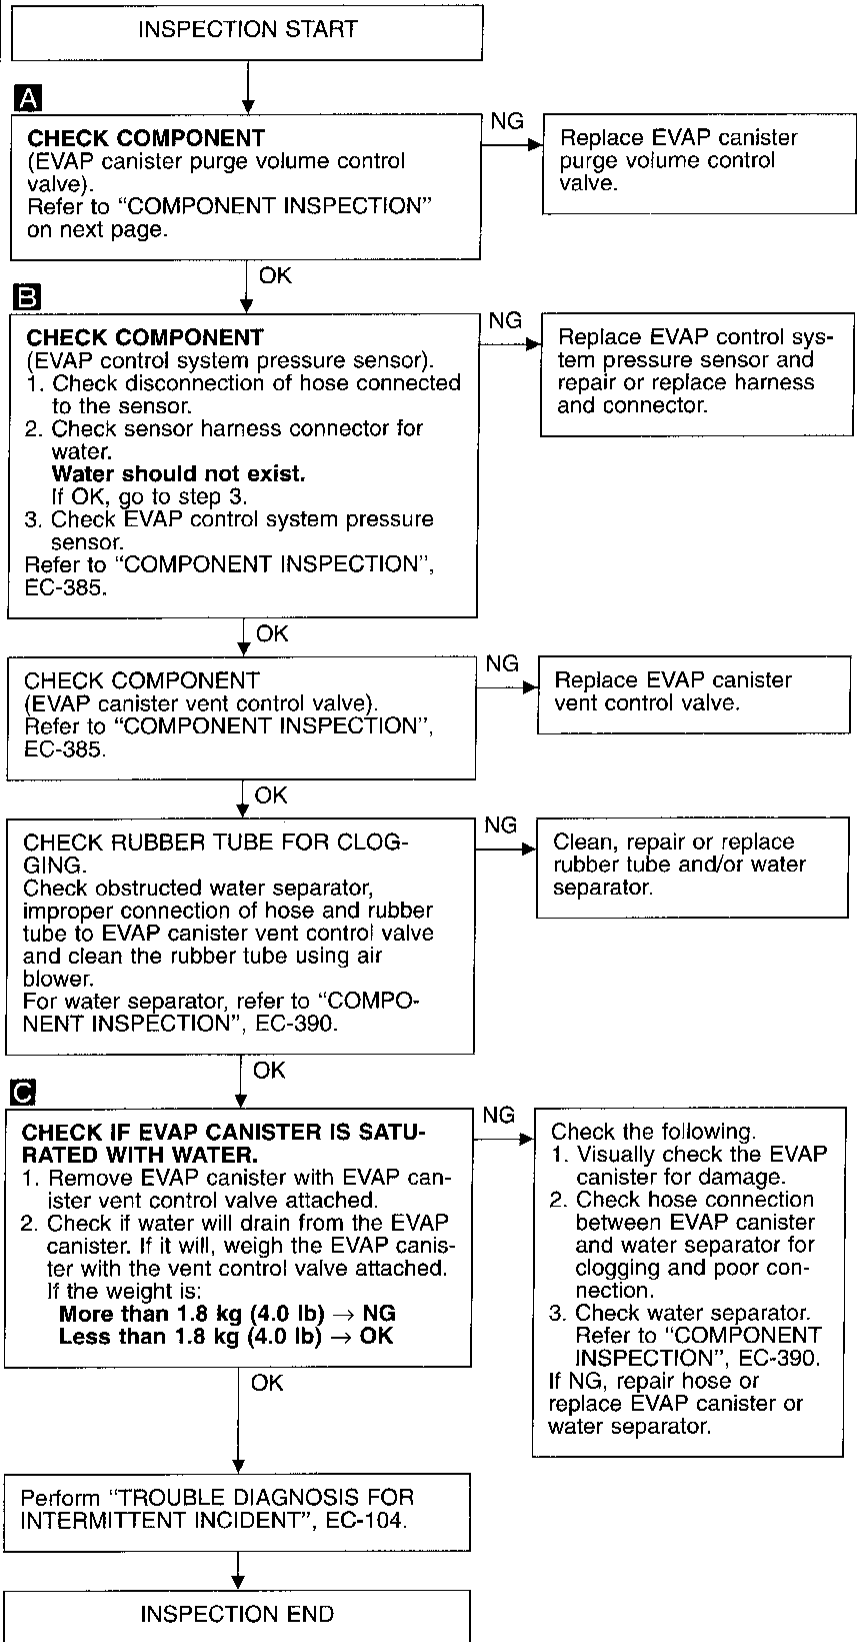 INSPECTION START
A
CHECK COMPONENT
(EVAP canister purge volume control
valve).
Refer to “COMPONENT INSPECTION”
on next page.
NG
Replace EVAP canister
purge volume control
valve.
OK
B
CHECK COMPONENT
(EVAP control system pressure sensor).
1. Check disconnection of hose connected
to the sensor.
2. Check sensor harness connector for
water.
Water should not exist.
If OK, go to step 3.
3. Check EVAP control system pressure
sensor.
Refer to “COMPONENT INSPECTION”,
EC-385.
NG
Replace EVAP control sys-
tem pressure sensor and
repair or replace harness
and connector.
OK
CHECK COMPONENT
(EVAP canister vent control valve).
Refer to “COMPONENT INSPECTION”,
EC-385.
NG
Replace EVAP canister
vent control valve.
OK
CHECK RUBBER TUBE FOR CLOG-
GING.
Check obstructed water separator,
improper connection of hose and rubber
tube to EVAP canister vent control valve
and clean the rubber tube using air
blower.
For water separator, refer to “COMPO-
NENT INSPECTION”, EC-390.
NG
Clean, repair or replace
rubber tube and/or water
separator.
OK
C
CHECK IF EVAP CANISTER IS SATU-
RATED WITH WATER.
1. Remove EVAP canister with EVAP can-
ister vent control valve attached.
2. Check if water will drain from the EVAP
canister. If it will, weigh the EVAP canis-
ter with the vent control valve attached.
If the weight is:
More than 1.8 kg (4.0 lb) → NG
Less than 1.8 kg (4.0 lb) → OK
NG
Check the following.
1. Visually check the EVAP
canister for damage.
2. Check hose connection
between EVAP canister
and water separator for
clogging and poor con-
nection.
3. Check water separator.
Refer to “COMPONENT
INSPECTION”, EC-390.
If NG, repair hose or
replace EVAP canister or
water separator.
OK
Perform “TROUBLE DIAGNOSIS FOR
INTERMITTENT INCIDENT”, EC-104.
INSPECTION END